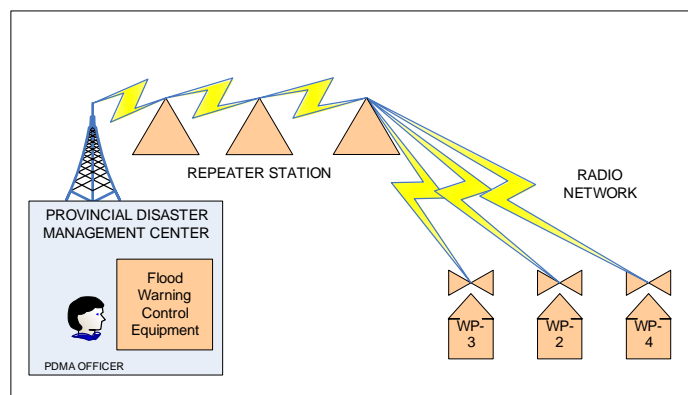 REPEATER STATION
RADIO
NETWORK
PROVINCIAL DISASTER
MANAGEMENT CENTER
Flood
Warning
Control
Equipment
PDMA OFFICER
WP-
3
WP-
2
WP-
4